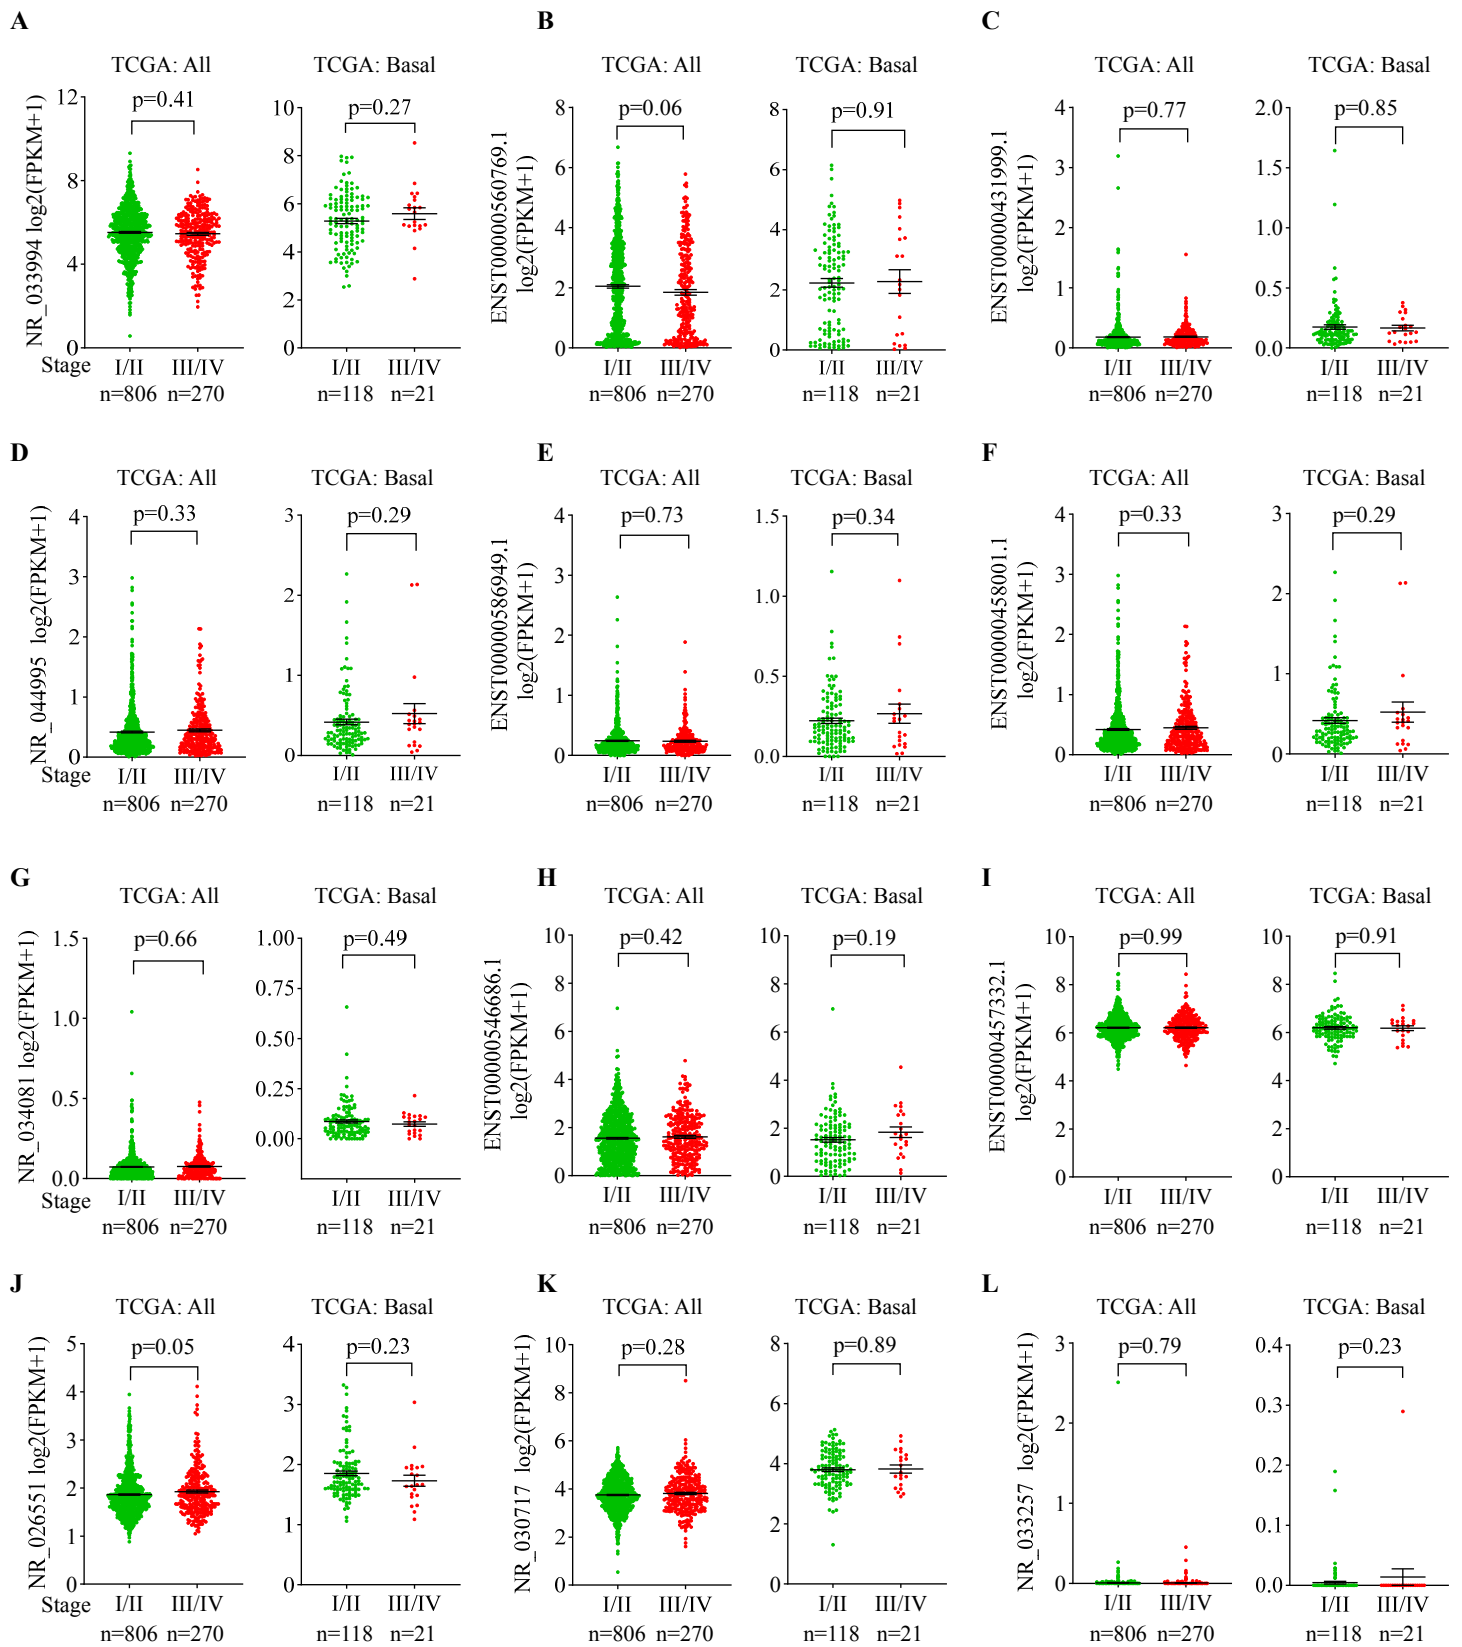 A
TCGA: All
TCGA: Basal
NR_033994 log2(FPKM+1)
12
8
4
0
p=0.41
10
8
6
4
2
0
p=0.27
Stage
I/II
III/IV
I/II
III/IV
n=806
n=270
n=118
n=21
B
TCGA: All
TCGA: Basal
ENST00000560769.1
log2(FPKM+1)
8
6
4
2
0
p=0.06
8
6
4
2
0
p=0.91
I/II
III/IV
I/II
III/IV
n=806
n=270
n=118
n=21
C
TCGA: All
TCGA: Basal
ENST00000431999.1
log2(FPKM+1)
4
3
2
1
0
p=0.77
2.0
1.5
1.0
0.5
0.0
p=0.85
I/II
III/IV
I/II
III/IV
n=806
n=270
n=118
n=21
D
TCGA: All
TCGA: Basal
NR_044995 log2(FPKM+1)
4
3
2
1
0
p=0.33
3
2
1
0
p=0.29
Stage
I/II
III/IV
I/II
III/IV
n=806
n=270
n=118
n=21
E
TCGA: All
TCGA: Basal
ENST00000586949.1
log2(FPKM+1)
4
3
2
1
0
p=0.73
1.5
1.0
0.5
0.0
p=0.34
I/II
III/IV
I/II
III/IV
n=806
n=270
n=118
n=21
F
TCGA: All
TCGA: Basal
ENST00000458001.1
log2(FPKM+1)
4
3
2
1
0
p=0.33
3
2
1
0
p=0.29
I/II
III/IV
I/II
III/IV
n=806
n=270
n=118
n=21
G
TCGA: All
TCGA: Basal
NR_034081 log2(FPKM+1)
1.5
1.0
0.5
0.0
p=0.66
1.00
0.75
0.50
0.25
0.00
p=0.49
Stage
I/II
III/IV
I/II
III/IV
n=806
n=270
n=118
n=21
H
TCGA: All
TCGA: Basal
ENST00000546686.1
log2(FPKM+1)
10
8
6
4
2
0
p=0.42
10
8
6
4
2
0
p=0.19
I/II
III/IV
I/II
III/IV
n=806
n=270
n=118
n=21
I
TCGA: All
TCGA: Basal
ENST00000457332.1
log2(FPKM+1)
10
8
6
4
2
0
p=0.99
10
8
6
4
2
0
p=0.91
I/II
III/IV
I/II
III/IV
n=806
n=270
n=118
n=21
J
TCGA: All
TCGA: Basal
NR_026551 log2(FPKM+1)
5
4
3
2
1
0
p=0.05
4
3
2
1
0
p=0.23
Stage
I/II
III/IV
I/II
III/IV
n=806
n=270
n=118
n=21
K
TCGA: All
TCGA: Basal
NR_030717 log2(FPKM+1)
10
8
6
4
2
0
p=0.28
8
6
4
2
0
p=0.89
I/II
III/IV
I/II
III/IV
n=806
n=270
n=118
n=21
L
TCGA: All
TCGA: Basal
NR_033257 log2(FPKM+1)
3
2
1
0
p=0.79
0.4
0.3
0.2
0.1
0.0
p=0.23
I/II
III/IV
I/II
III/IV
n=806
n=270
n=118
n=21